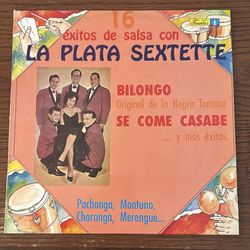 16
éxitos de salsa con
LA PLATA SEXTETTE
BILONGO
Original de la Negra Tomasa
SE COME CASABE
.... y más éxitos.
Pachanga, Montuno,
Charanga, Merengue...